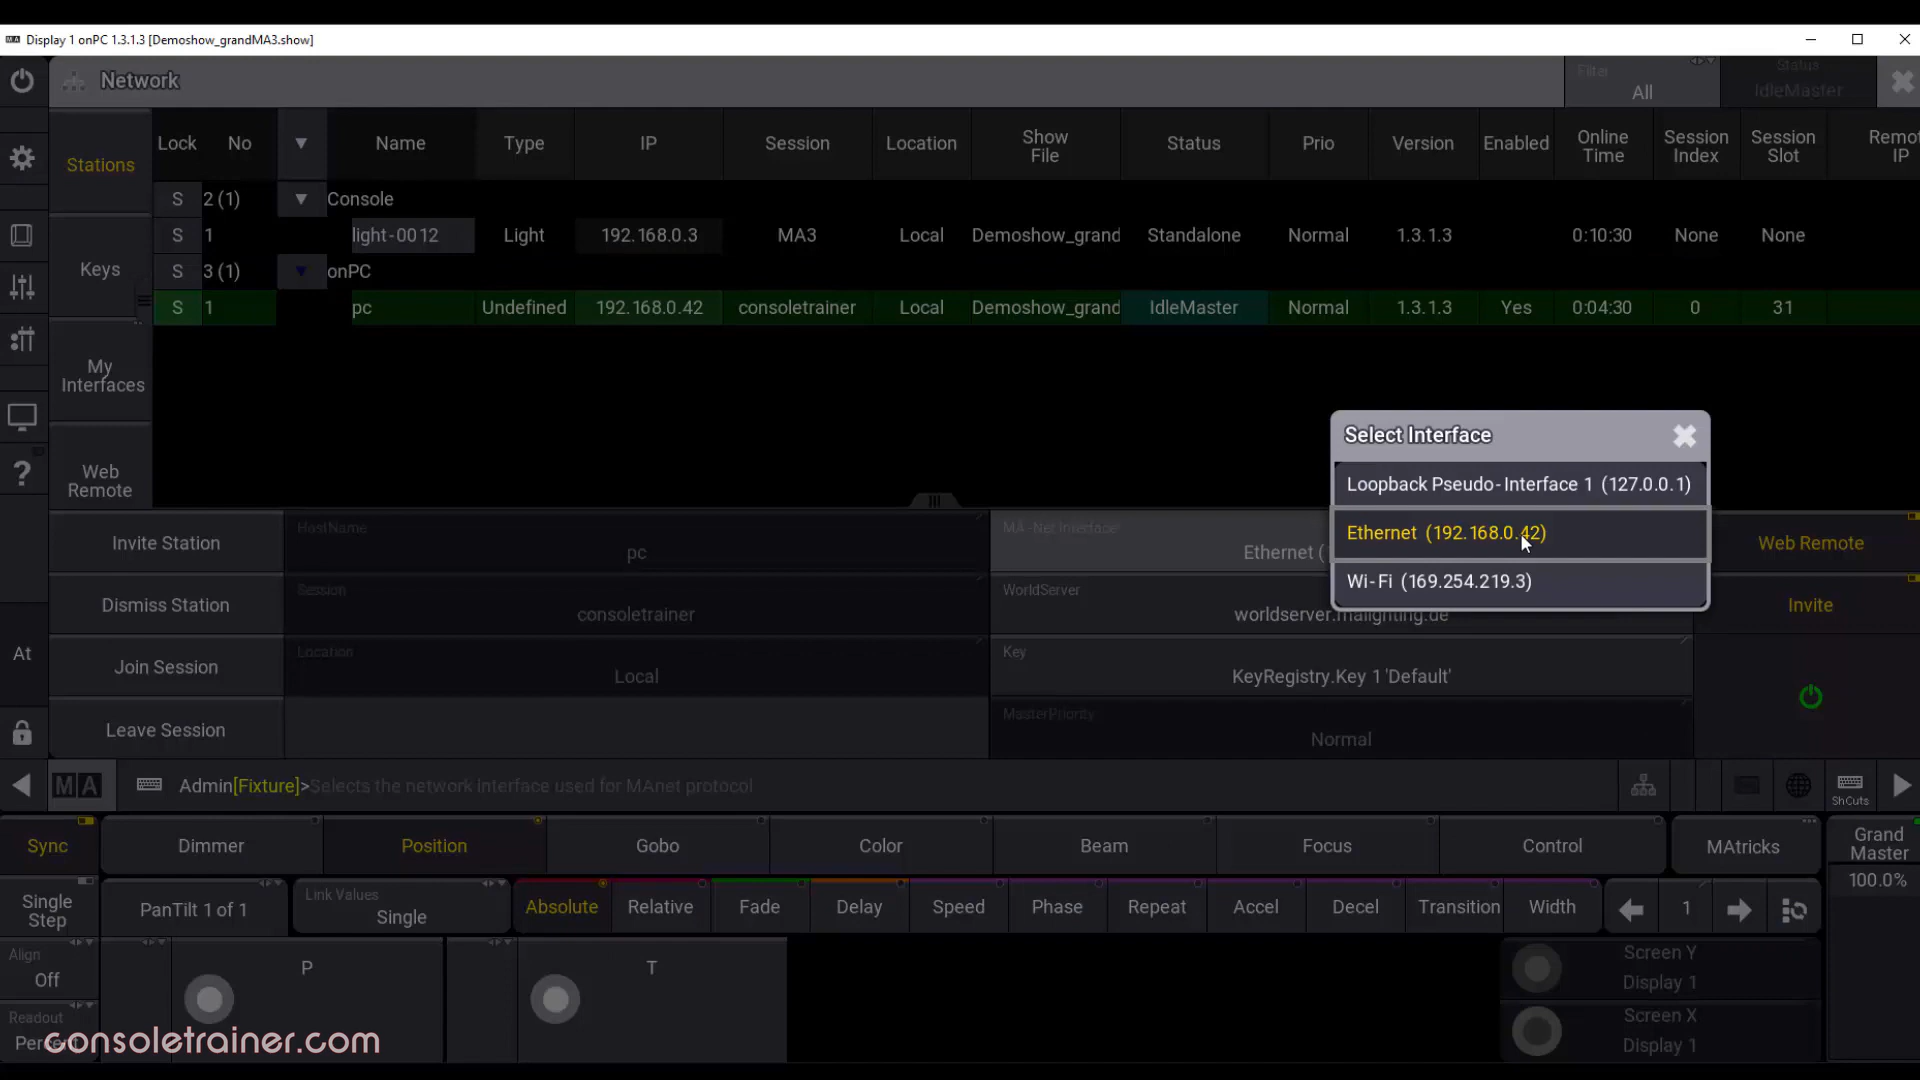 Display 1 onPC 1.3.1.3 [Demoshow_grandMA3.show]
Network
Filter
All
Status
IdleMaster
Lock No Name Type IP Session Location Show File Status Prio Version Enabled Online Time Session Index Session Slot Remot IP
S 2 (1) Console
S 1 light-0012 Light 192.168.0.3 MA3 Local Demoshow_grand Standalone Normal 1.3.1.3 0:10:30 None None
S 3 (1) onPC
S 1 pc Undefined 192.168.0.42 consoletrainer Local Demoshow_grand IdleMaster Normal 1.3.1.3 Yes 0:04:30 0 31
Stations
Keys
My Interfaces
Web Remote
Select Interface
Loopback Pseudo-Interface 1 (127.0.0.1)
Ethernet (192.168.0.42)
Wi-Fi (169.254.219.3)
Invite Station
HostName
pc
MA-Net Interface
Ethernet (
Web Remote
Dismiss Station
Session
consoletrainer
WorldServer
worldserver.malighting.de
Invite
Join Session
Location
Local
Key
KeyRegistry.Key 1 'Default'
Leave Session
MasterPriority
Normal
At
MA
Admin[Fixture]>Selects the network interface used for MAnet protocol
ShCuts
Sync Dimmer Position Gobo Color Beam Focus Control MAtricks
Grand Master
100.0%
Single Step
PanTilt 1 of 1
Link Values
Single
Absolute Relative Fade Delay Speed Phase Repeat Accel Decel Transition Width 1
Align
Off
P
T
Screen Y
Display 1
Readout
Percent
Screen X
Display 1
consoletrainer.com